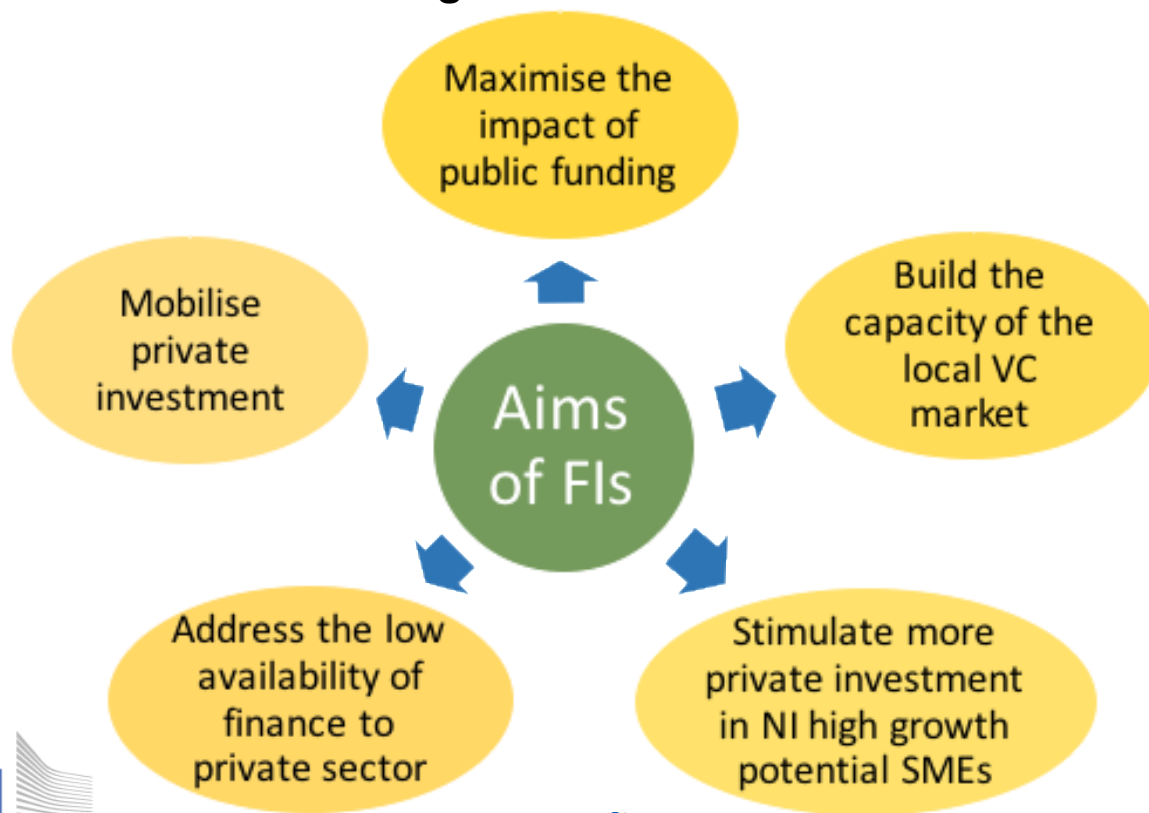 Maximise the
impact of
public funding
Build the
capacity of the
local VC
market
Mobilise
private
investment
Aims
of FIs
Address the low
availability of
finance to
private sector
Stimulate more
private investment
in NI high growth
potential SMEs